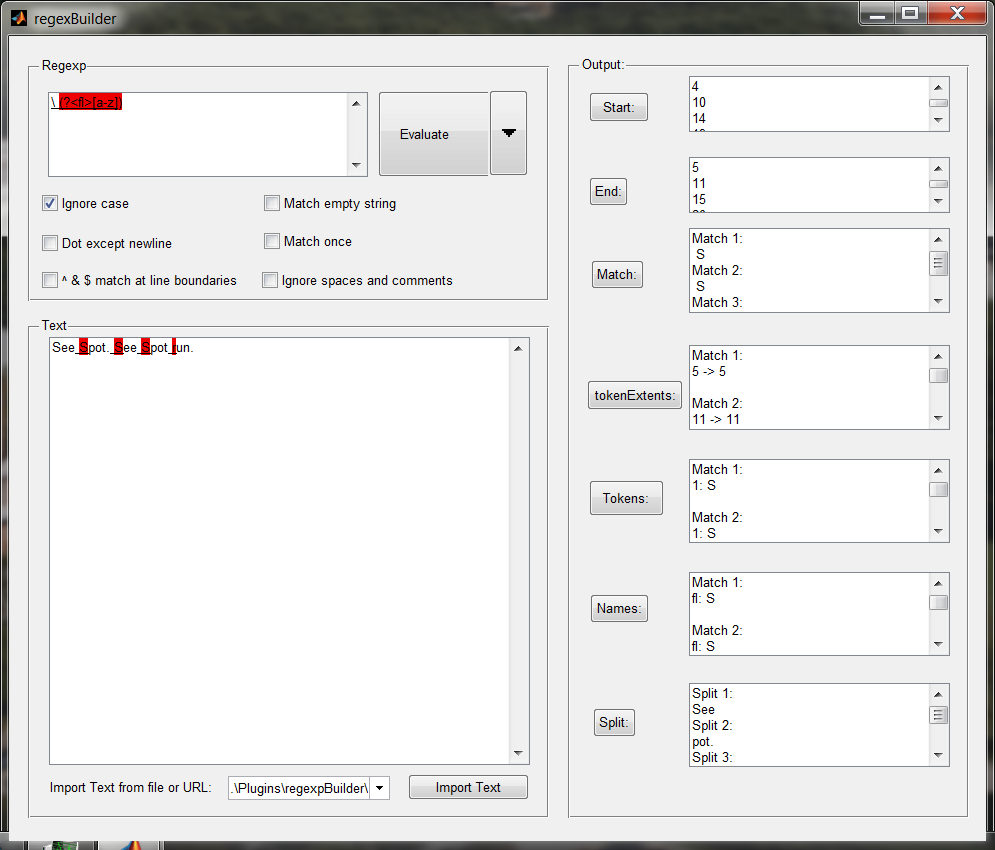 regexBuilder
Regexp
\ (?<fl>[a-z])
Evaluate
Ignore case
Match empty string
Dot except newline
Match once
^ & $ match at line boundaries
Ignore spaces and comments
Text
See Spot. See Spot run.
Import Text from file or URL:
.\Plugins\regexpBuilder\
Import Text
Output:
Start:
4
10
14
End:
5
11
15
Match:
Match 1:
S
Match 2:
S
Match 3:
tokenExtents:
Match 1:
5 -> 5
Match 2:
11 -> 11
Tokens:
Match 1:
1: S
Match 2:
1: S
Names:
Match 1:
fl: S
Match 2:
fl: S
Split:
Split 1:
See
Split 2:
pot.
Split 3: